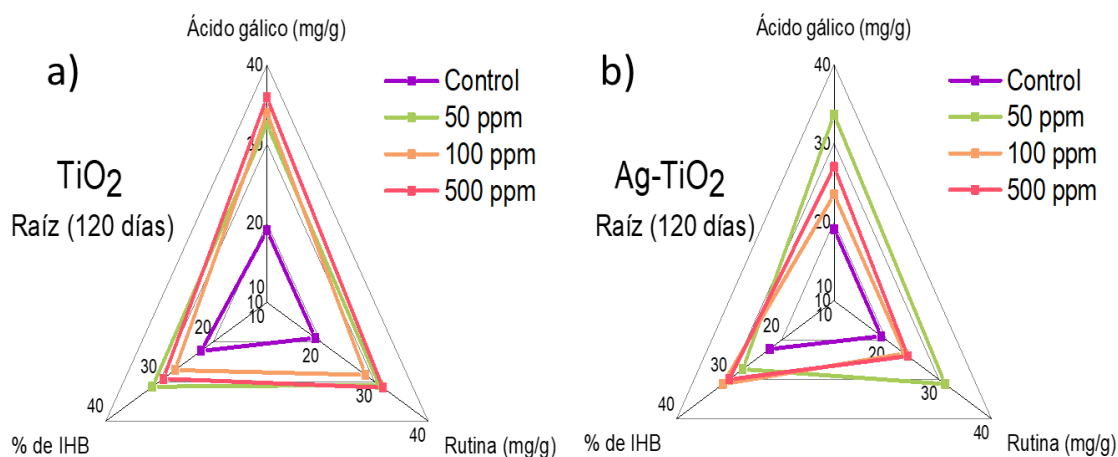 Ácido gálico (mg/g)
a)
40
30
20
10
10
20
30
40
20
30
40
TiO2
Raíz (120 días)
% de IHB
Rutina (mg/g)
Control
50 ppm
100 ppm
500 ppm
Ácido gálico (mg/g)
b)
40
30
20
10
10
20
30
40
20
30
40
Ag-TiO2
Raíz (120 días)
% de IHB
Rutina (mg/g)
Control
50 ppm
100 ppm
500 ppm